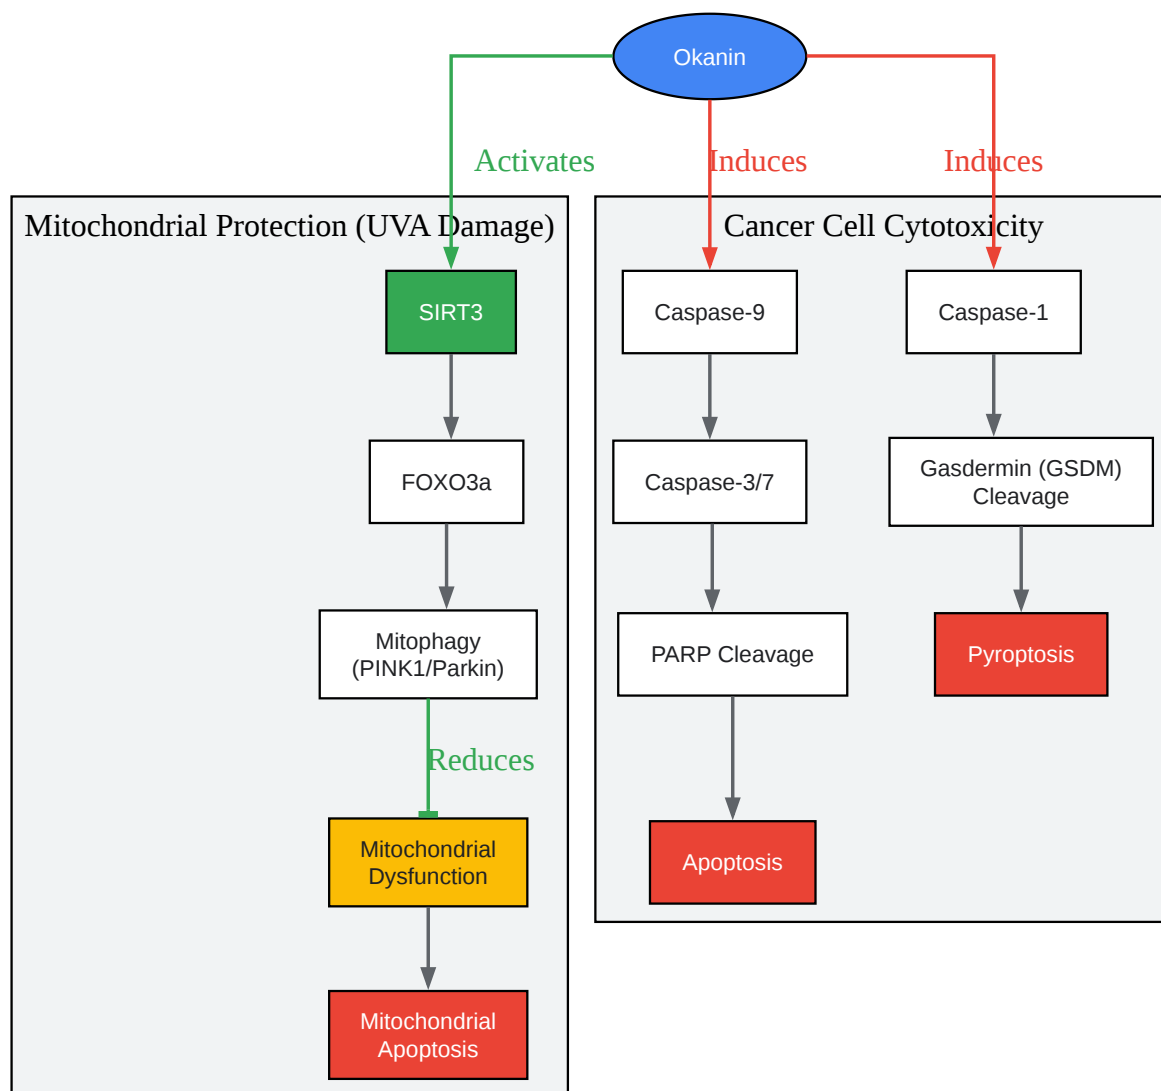 Okanin
Activates
Induces
Induces
Mitochondrial Protection (UVA Damage)
Cancer Cell Cytotoxicity
SIRT3
Caspase-9
Caspase-1
FOXO3a
Caspase-3/7
Gasdermin (GSDM)
Cleavage
Mitophagy
(PINK1/Parkin)
PARP Cleavage
Pyroptosis
Reduces
Mitochondrial
Dysfunction
Apoptosis
Mitochondrial
Apoptosis